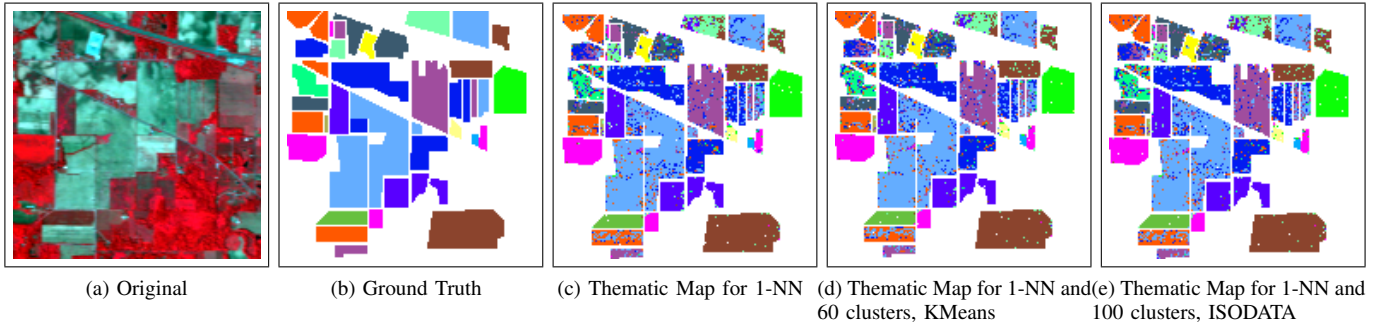 (a) Original
(b) Ground Truth
(c) Thematic Map for 1-NN
(d) Thematic Map for 1-NN and
60 clusters, KMeans
(e) Thematic Map for 1-NN and
100 clusters, ISODATA